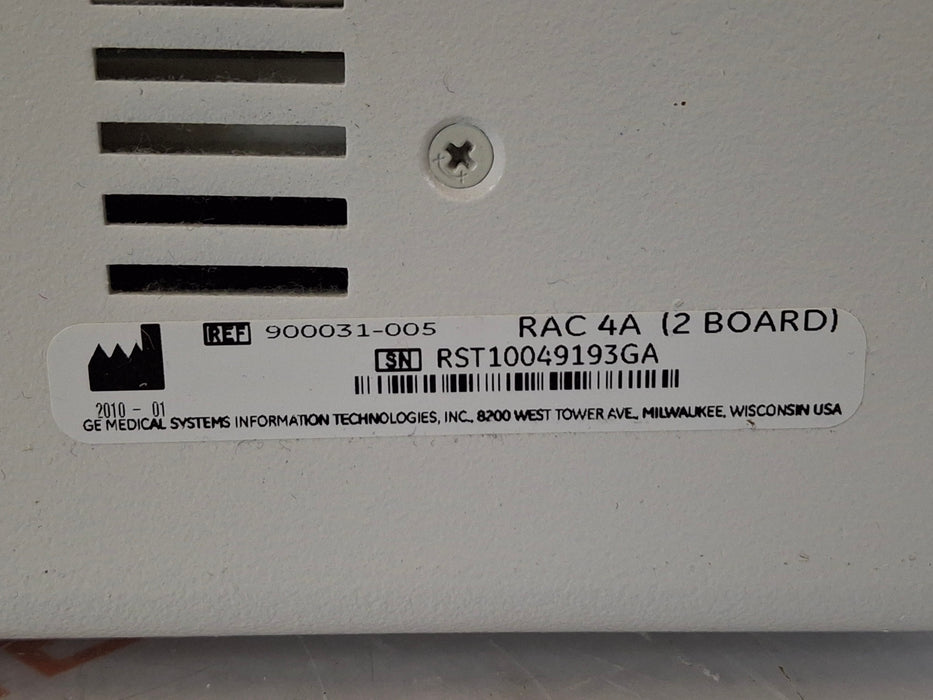 REF 900031-005 RAC 4A (2 BOARD)
SN RST10049193GA
2010 - 01
GE MEDICAL SYSTEMS INFORMATION TECHNOLOGIES, INC., 8200 WEST TOWER AVE., MILWAUKEE, WISCONSIN USA